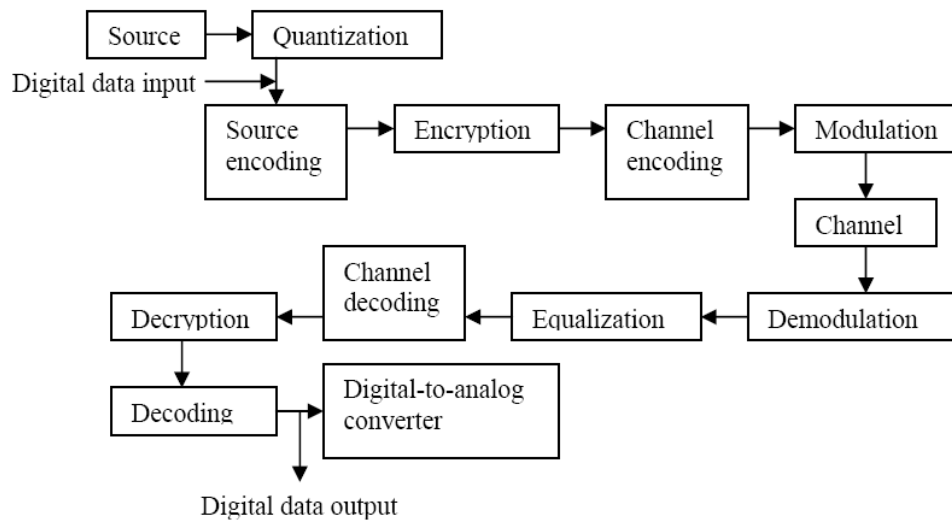 Source
Quantization
Digital data input
Source
encoding
Encryption
Channel
encoding
Modulation
Channel
Channel
decoding
Decryption
Equalization
Demodulation
Decoding
Digital-to-analog
converter
Digital data output